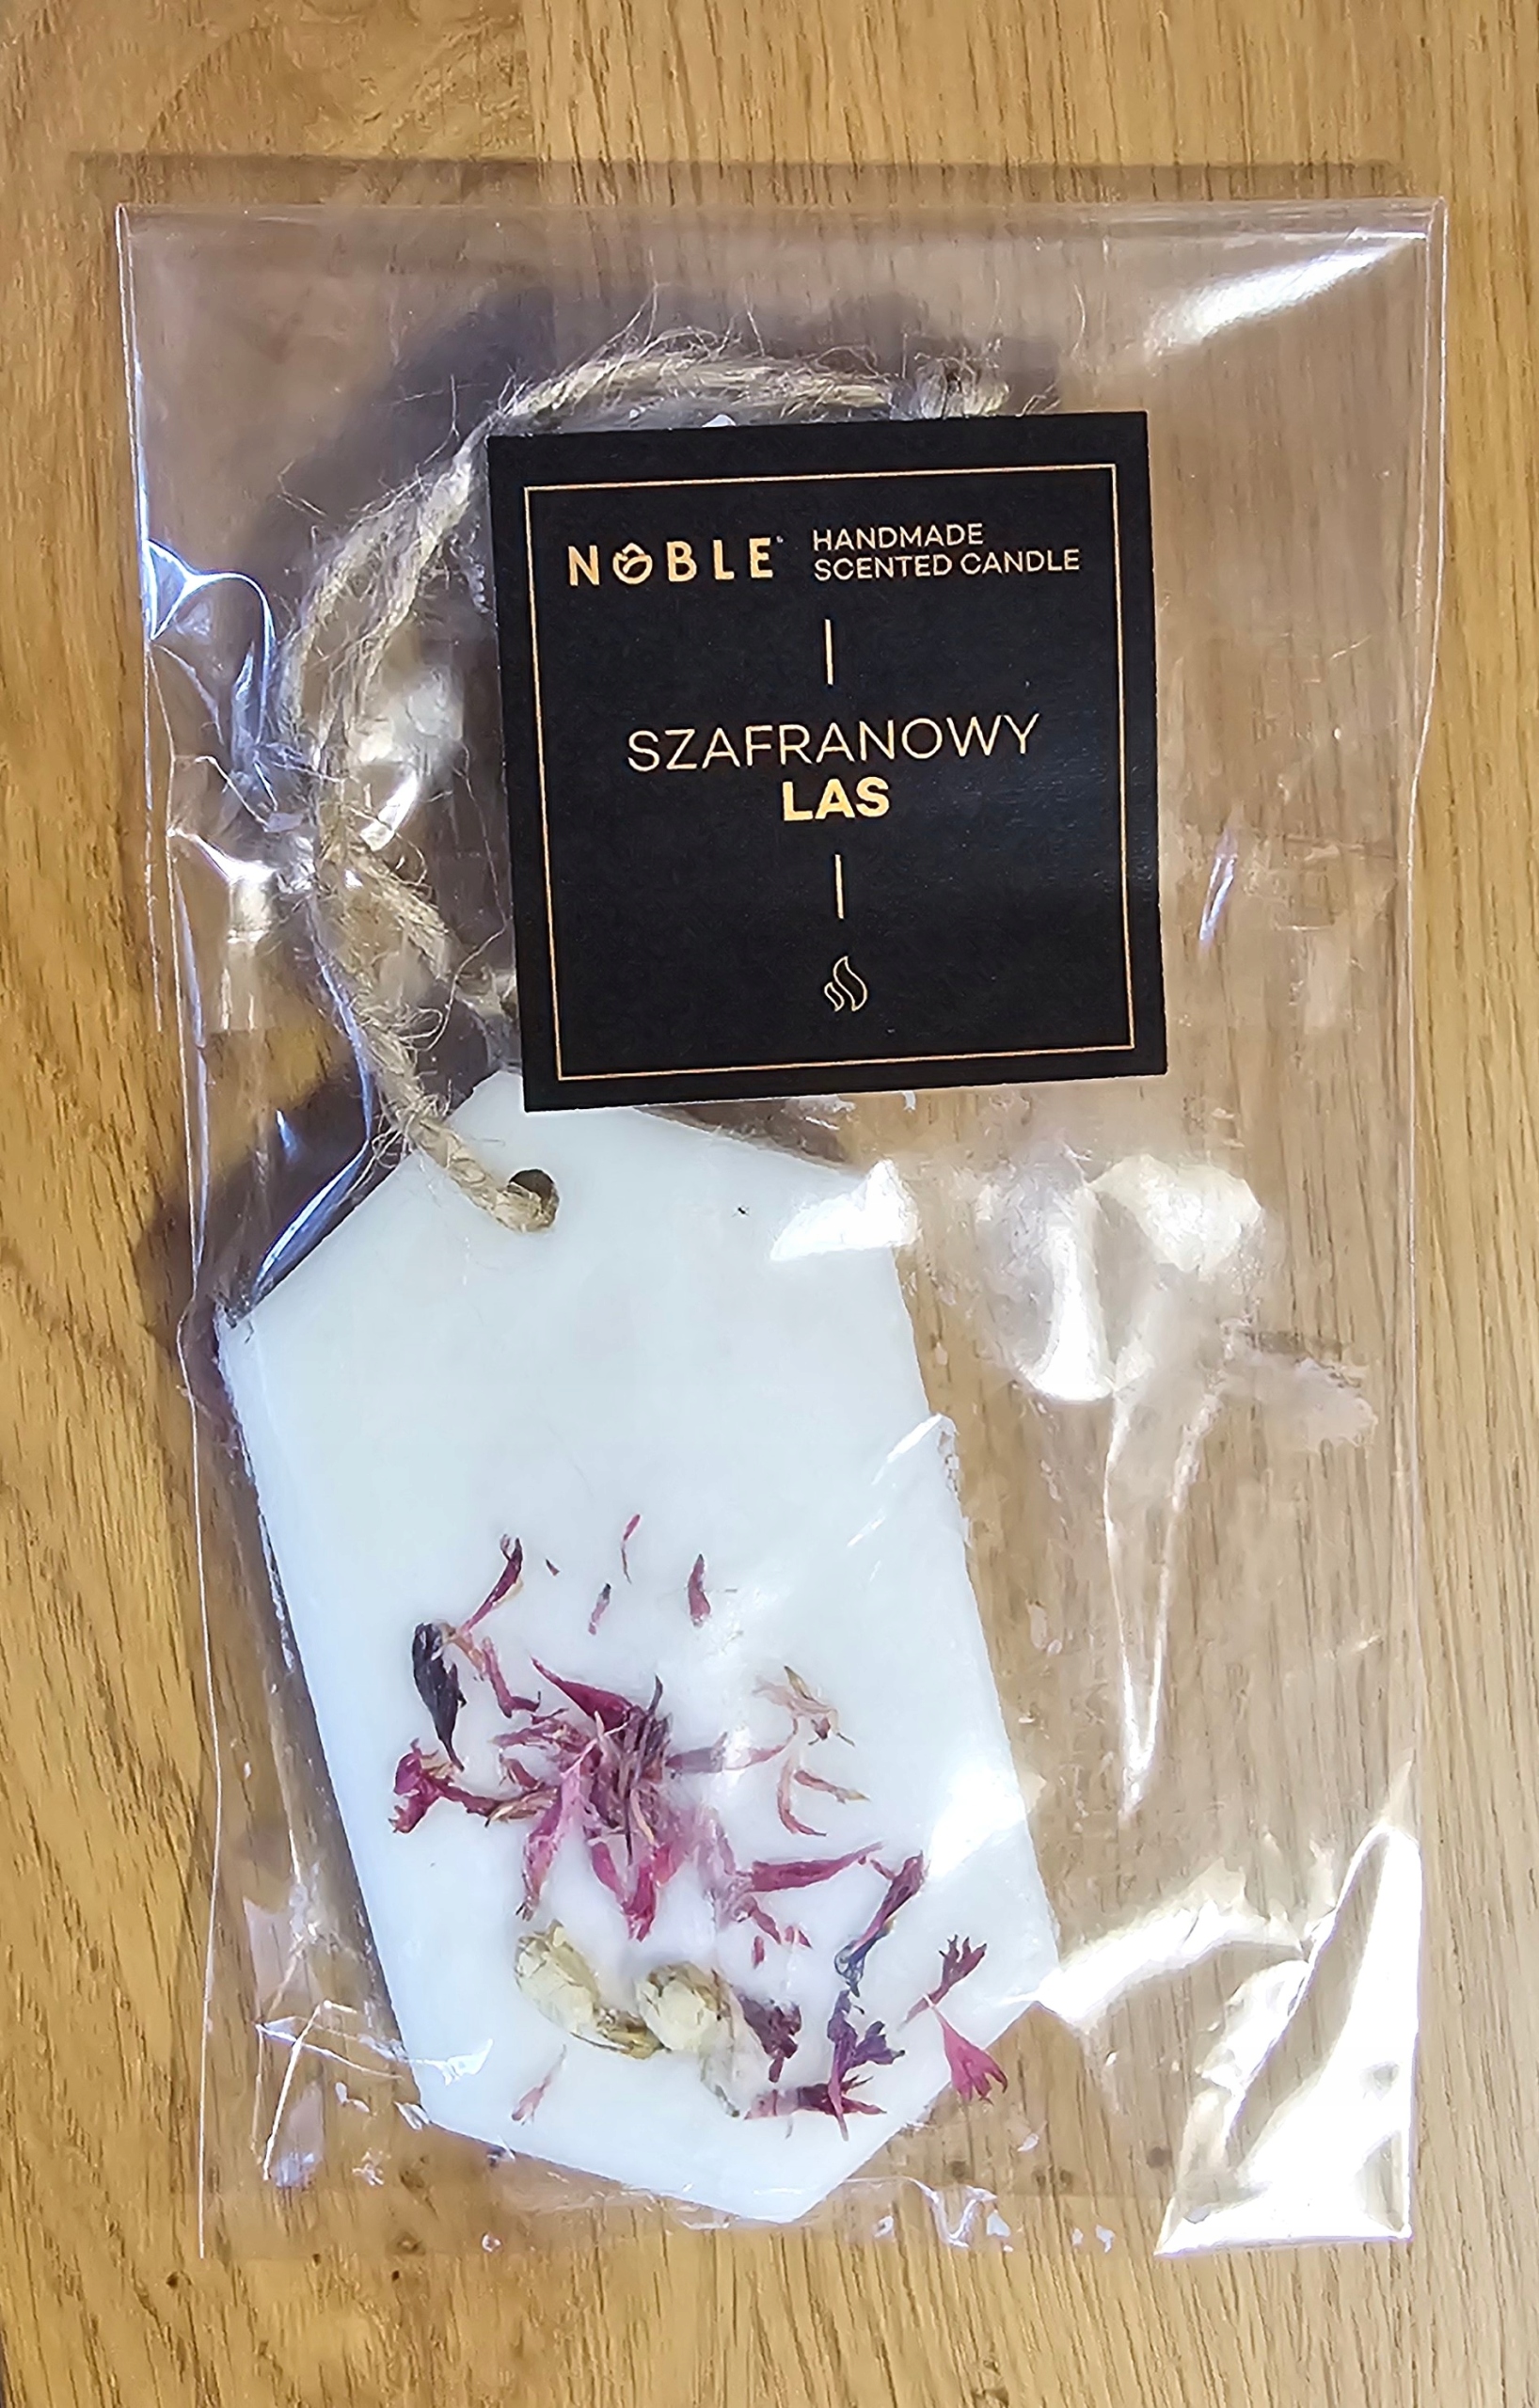 NOBLE
HANDMADE
SCENTED CANDLE
SZAFRANOWY
LAS